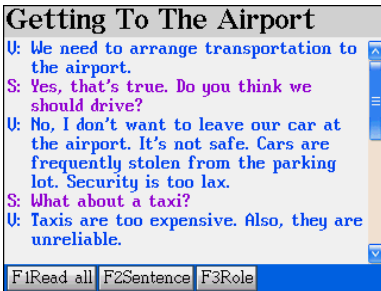 Getting To The Airport
V: We need to arrange transportation to
the airport.
S: Yes, that's true. Do you think we
should drive?
V: No, I don't want to leave our car at
the airport. It's not safe. Cars are
frequently stolen from the parking
lot. Security is too lax.
S: What about a taxi?
V: Taxis are too expensive. Also, they are
unreliable.
F1Read all F2Sentence F3Role